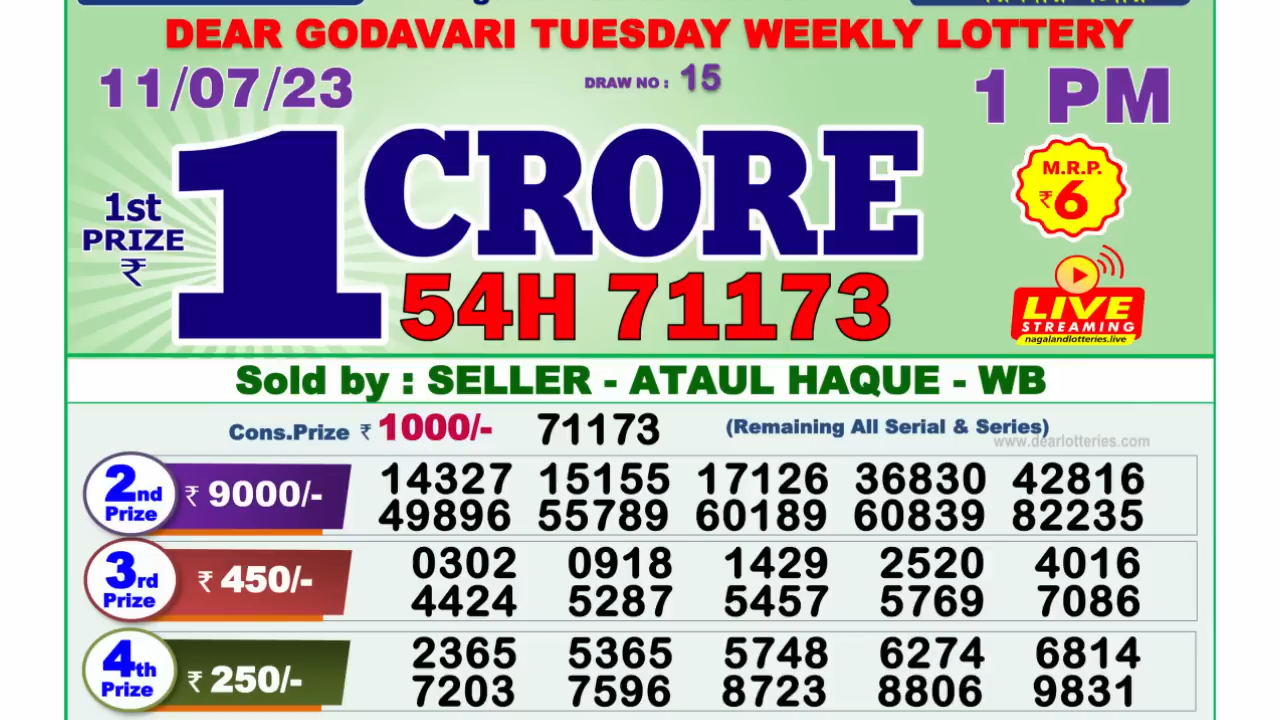 DEAR GODAVARI TUESDAY WEEKLY LOTTERY
11/07/23
DRAW NO : 15
1 PM
1st
PRIZE
₹
1 CRORE
54H 71173
M.R.P.
₹6
LIVE
STREAMING
nagalandlotteries.live
Sold by : SELLER - ATAUL HAQUE - WB
Cons.Prize ₹ 1000/- 71173 (Remaining All Serial & Series)
www.dearlotteries.com
2nd Prize ₹ 9000/-
14327 15155 17126 36830 42816
49896 55789 60189 60839 82235
3rd Prize ₹ 450/-
0302 0918 1429 2520 4016
4424 5287 5457 5769 7086
4th Prize ₹ 250/-
2365 5365 5748 6274 6814
7203 7596 8723 8806 9831